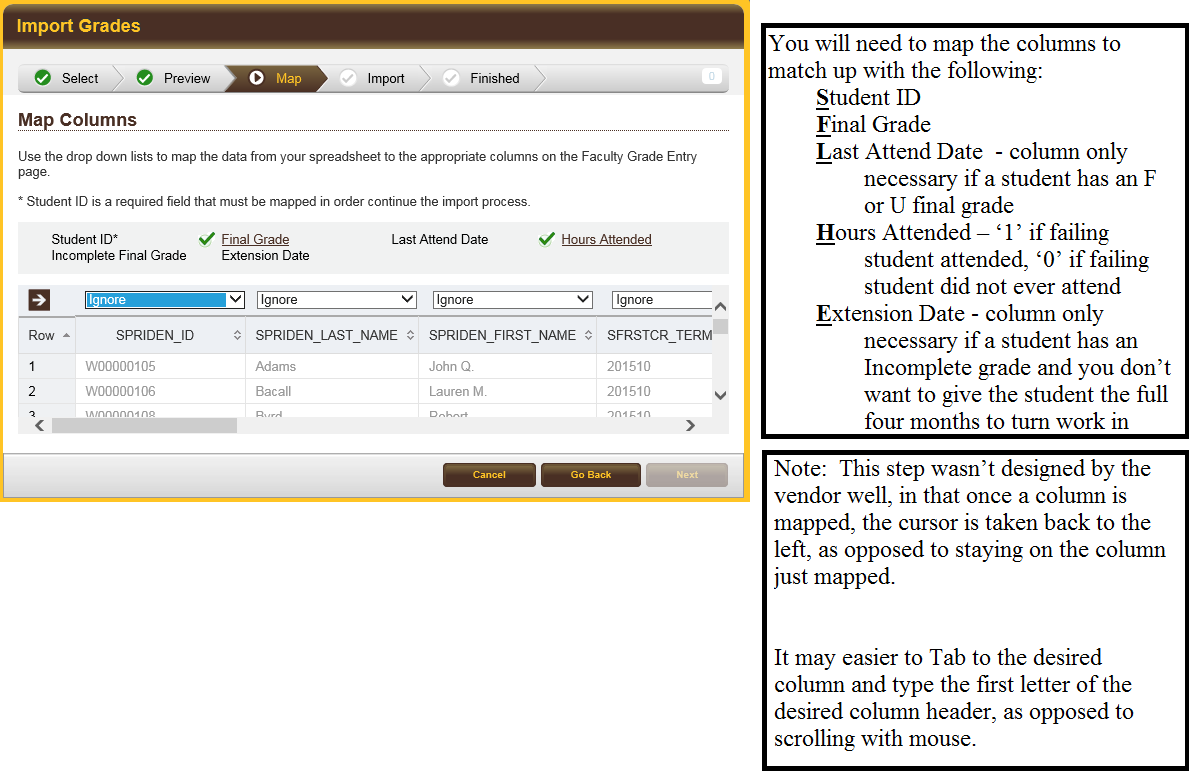 Import Grades
Select Preview Map Import Finished 0
Map Columns
Use the drop down lists to map the data from your spreadsheet to the appropriate columns on the Faculty Grade Entry
page.
* Student ID is a required field that must be mapped in order continue the import process.
Student ID* Final Grade Last Attend Date Hours Attended
Incomplete Final Grade Extension Date
Ignore Ignore Ignore Ignore
Row SPRIDEN_ID SPRIDEN_LAST_NAME SPRIDEN_FIRST_NAME SFRSTCR_TERM
1 W00000105 Adams John Q. 201510
2 W00000106 Bacall Lauren M. 201510
3 W00000108 Byrd Robert 201510
Cancel Go Back Next
You will need to map the columns to
match up with the following:
Student ID
Final Grade
Last Attend Date - column only
necessary if a student has an F
or U final grade
Hours Attended – ‘1’ if failing
student attended, ‘0’ if failing
student did not ever attend
Extension Date - column only
necessary if a student has an
Incomplete grade and you don’t
want to give the student the full
four months to turn work in
Note: This step wasn’t designed by the
vendor well, in that once a column is
mapped, the cursor is taken back to the
left, as opposed to staying on the column
just mapped.
It may easier to Tab to the desired
column and type the first letter of the
desired column header, as opposed to
scrolling with mouse.